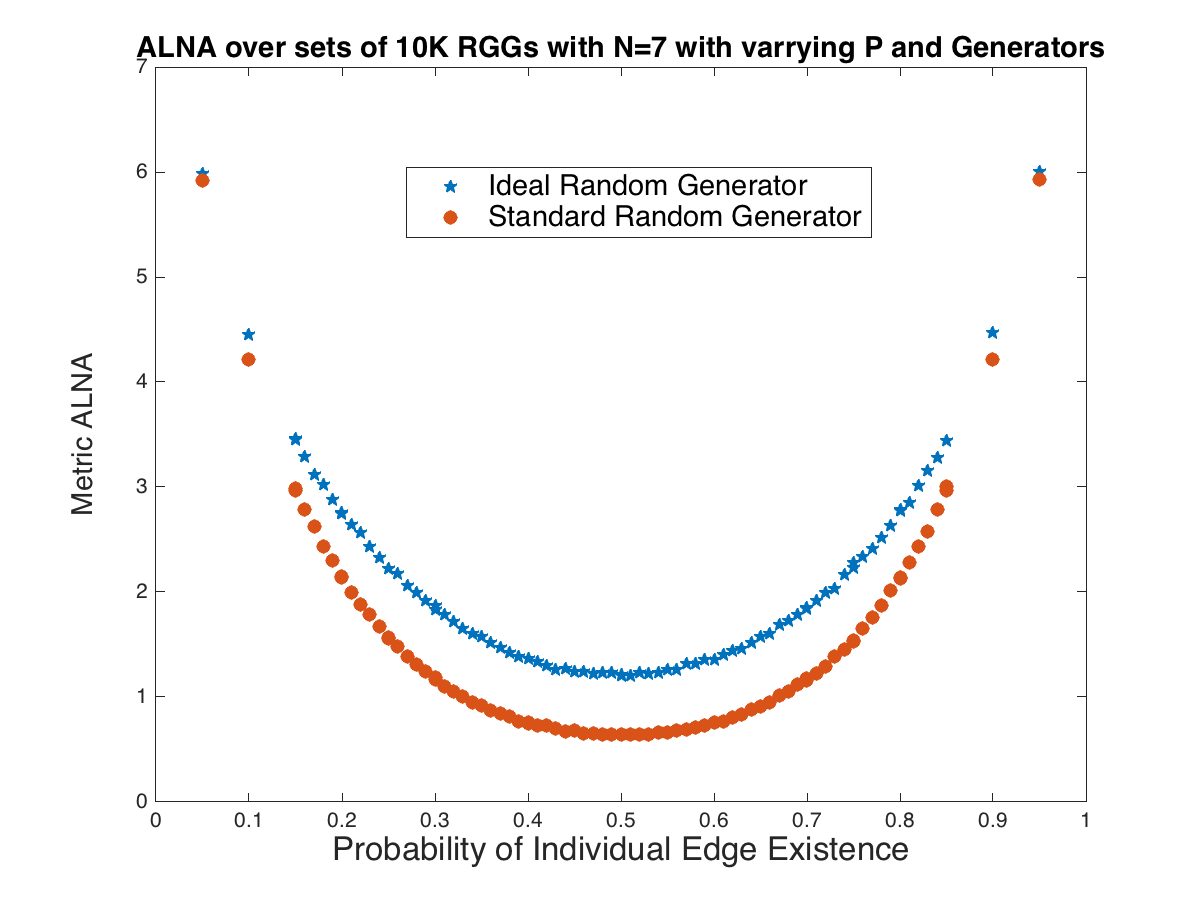 ALNA over sets of 10K RGGs with N=7 with varrying P and Generators
7
6
5
4
3
2
1
0
Metric ALNA
Ideal Random Generator
Standard Random Generator
0 0.1 0.2 0.3 0.4 0.5 0.6 0.7 0.8 0.9 1
Probability of Individual Edge Existence